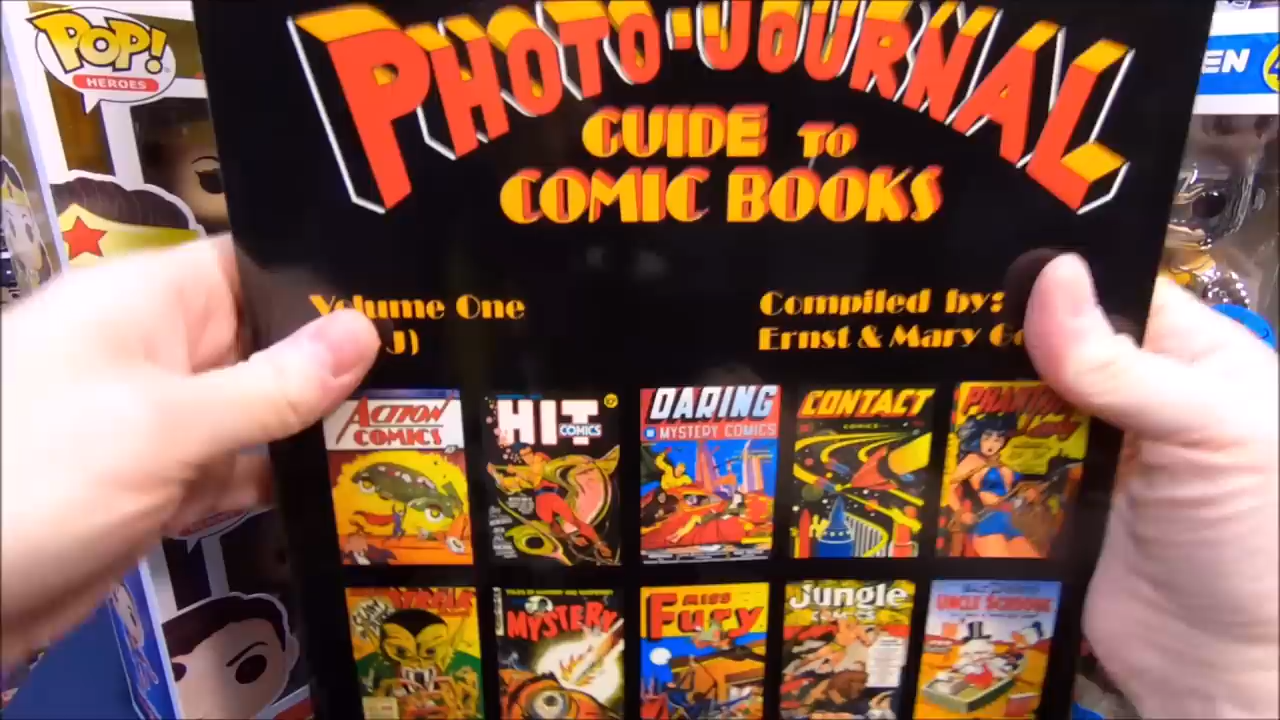 POP!
HEROES
EN
PHOTO-JOURNAL
GUIDE TO
COMIC BOOKS
Volume One
J)
Compiled by:
Ernst & Mary
ACTION
COMICS
HIT
COMICS
DARING
MYSTERY COMICS
CONTACT
COMICS
MYSTERY
MISS
FURY
Jungle
COMICS
UNCLE SCROOGE